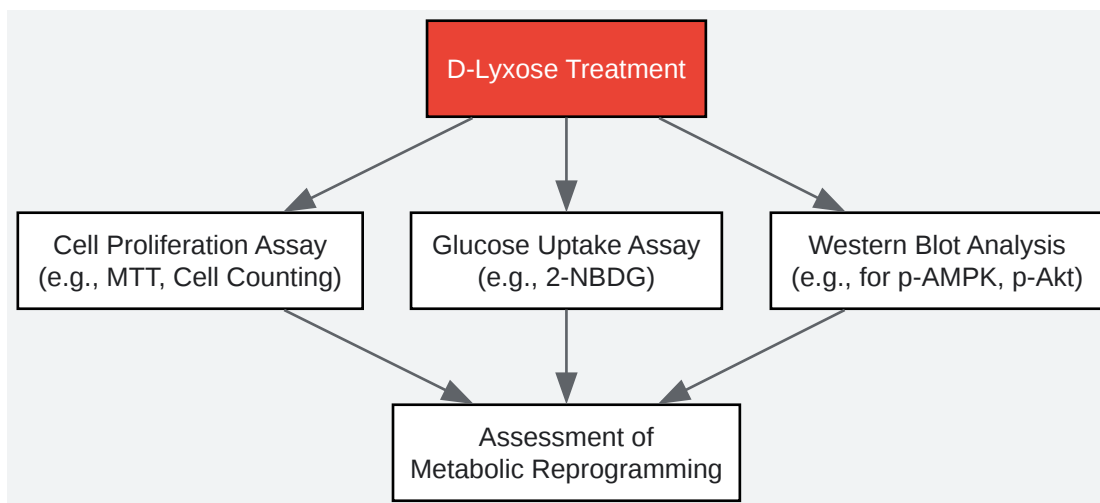 D-Lyxose Treatment
Cell Proliferation Assay
(e.g., MTT, Cell Counting)
Glucose Uptake Assay
(e.g., 2-NBDG)
Western Blot Analysis
(e.g., for p-AMPK, p-Akt)
Assessment of
Metabolic Reprogramming